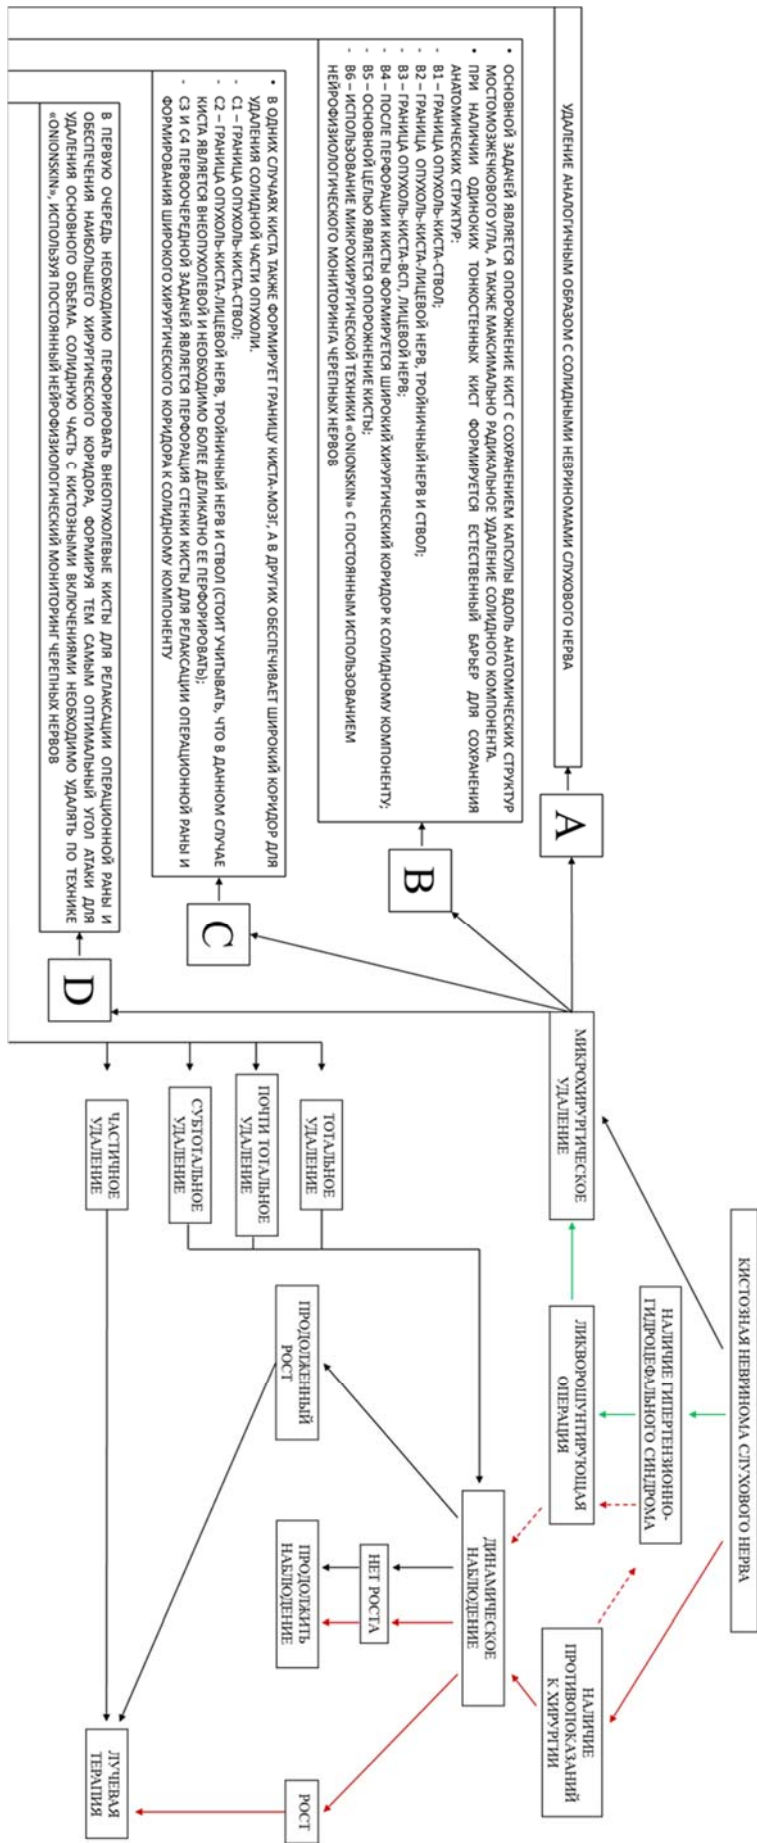 КИСТОЗНАЯ НЕВРИНОМА СЛУХОВОГО НЕРВА
НАЛИЧИЕ ГИПЕРТЕНЗИОННО-
ГИДРОЦЕФАЛЬНОГО СИНДРОМА
НАЛИЧИЕ
ПРОТИВОПОКАЗАНИЙ
К ХИРУРГИИ
МИКРОХИРУРГИЧЕСКОЕ
УДАЛЕНИЕ
ЛИКВОРОШУНТИРУЮЩАЯ
ОПЕРАЦИЯ
A
УДАЛЕНИЕ АНАЛОГИЧНЫМ ОБРАЗОМ С СОЛИДНЫМИ НЕВРИНОМАМИ СЛУХОВОГО НЕРВА
B
• ОСНОВНОЙ ЗАДАЧЕЙ ЯВЛЯЕТСЯ ОПОРОЖНЕНИЕ КИСТ С СОХРАНЕНИЕМ КАПСУЛЫ ВДОЛЬ АНАТОМИЧЕСКИХ СТРУКТУР
МОСТОМОЗЖЕЧКОВОГО УГЛА, А ТАКЖЕ МАКСИМАЛЬНО РАДИКАЛЬНОЕ УДАЛЕНИЕ СОЛИДНОГО КОМПОНЕНТА.
• ПРИ НАЛИЧИИ ОДИНОКИХ ТОНКОСТЕННЫХ КИСТ ФОРМИРУЕТСЯ ЕСТЕСТВЕННЫЙ БАРЬЕР ДЛЯ СОХРАНЕНИЯ
АНАТОМИЧЕСКИХ СТРУКТУР:
- B1 – ГРАНИЦА ОПУХОЛЬ-КИСТА-СТВОЛ;
- B2 – ГРАНИЦА ОПУХОЛЬ-КИСТА-ЛИЦЕВОЙ НЕРВ, ТРОЙНИЧНЫЙ НЕРВ И СТВОЛ;
- B3 – ГРАНИЦА ОПУХОЛЬ-КИСТА-ВСП, ЛИЦЕВОЙ НЕРВ;
- B4 – ПОСЛЕ ПЕРФОРАЦИИ КИСТЫ ФОРМИРУЕТСЯ ШИРОКИЙ ХИРУРГИЧЕСКИЙ КОРИДОР К СОЛИДНОМУ КОМПОНЕНТУ;
- B5 – ОСНОВНОЙ ЦЕЛЬЮ ЯВЛЯЕТСЯ ОПОРОЖНЕНИЕ КИСТЫ;
- B6 – ИСПОЛЬЗОВАНИЕ МИКРОХИРУРГИЧЕСКОЙ ТЕХНИКИ «ONIONSKIN» С ПОСТОЯННЫМ ИСПОЛЬЗОВАНИЕМ
НЕЙРОФИЗИОЛОГИЧЕСКОГО МОНИТОРИНГА ЧЕРЕПНЫХ НЕРВОВ
C
• В ОДНИХ СЛУЧАЯХ КИСТА ТАКЖЕ ФОРМИРУЕТ ГРАНИЦУ КИСТА-МОЗГ, А В ДРУГИХ ОБЕСПЕЧИВАЕТ ШИРОКИЙ КОРИДОР ДЛЯ
УДАЛЕНИЯ СОЛИДНОЙ ЧАСТИ ОПУХОЛИ.
- C1 – ГРАНИЦА ОПУХОЛЬ-КИСТА-СТВОЛ;
- C2 – ГРАНИЦА ОПУХОЛЬ-КИСТА-ЛИЦЕВОЙ НЕРВ, ТРОЙНИЧНЫЙ НЕРВ И СТВОЛ (СТОИТ УЧИТЫВАТЬ, ЧТО В ДАННОМ СЛУЧАЕ
КИСТА ЯВЛЯЕТСЯ ВНЕОПУХОЛЕВОЙ И НЕОБХОДИМО БОЛЕЕ ДЕЛИКАТНО ЕЕ ПЕРФОРИРОВАТЬ);
- C3 И C4 ПЕРВООЧЕРЕДНОЙ ЗАДАЧЕЙ ЯВЛЯЕТСЯ ПЕРФОРАЦИЯ СТЕНКИ КИСТЫ ДЛЯ РЕЛАКСАЦИИ ОПЕРАЦИОННОЙ РАНЫ И
ФОРМИРОВАНИЯ ШИРОКОГО ХИРУРГИЧЕСКОГО КОРИДОРА К СОЛИДНОМУ КОМПОНЕНТУ
D
В ПЕРВУЮ ОЧЕРЕДЬ НЕОБХОДИМО ПЕРФОРИРОВАТЬ ВНЕОПУХОЛЕВЫЕ КИСТЫ ДЛЯ РЕЛАКСАЦИИ ОПЕРАЦИОННОЙ РАНЫ И
ОБЕСПЕЧЕНИЯ НАИБОЛЬШЕГО ХИРУРГИЧЕСКОГО КОРИДОРА, ФОРМИРУЯ ТЕМ САМЫМ ОПТИМАЛЬНЫЙ УГОЛ АТАКИ ДЛЯ
УДАЛЕНИЯ ОСНОВНОГО ОБЪЕМА. СОЛИДНУЮ ЧАСТЬ С КИСТОЗНЫМИ ВКЛЮЧЕНИЯМИ НЕОБХОДИМО УДАЛЯТЬ ПО ТЕХНИКЕ
«ONIONSKIN», ИСПОЛЬЗУЯ ПОСТОЯННЫЙ НЕЙРОФИЗИОЛОГИЧЕСКИЙ МОНИТОРИНГ ЧЕРЕПНЫХ НЕРВОВ
ДИНАМИЧЕСКОЕ
НАБЛЮДЕНИЕ
НЕТ РОСТА
ПРОДОЛЖИТЬ
НАБЛЮДЕНИЕ
ПРОДОЛЖЕННЫЙ
РОСТ
РОСТ
ТОТАЛЬНОЕ
УДАЛЕНИЕ
ПОЧТИ ТОТАЛЬНОЕ
УДАЛЕНИЕ
СУБТОТАЛЬНОЕ
УДАЛЕНИЕ
ЧАСТИЧНОЕ
УДАЛЕНИЕ
ЛУЧЕВАЯ
ТЕРАПИЯ